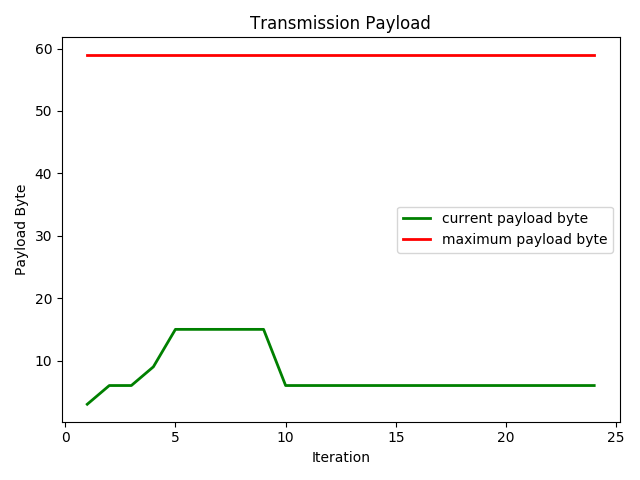 Transmission Payload
60
50
40
30
20
10
Payload Byte
current payload byte
maximum payload byte
0 5 10 15 20 25
Iteration